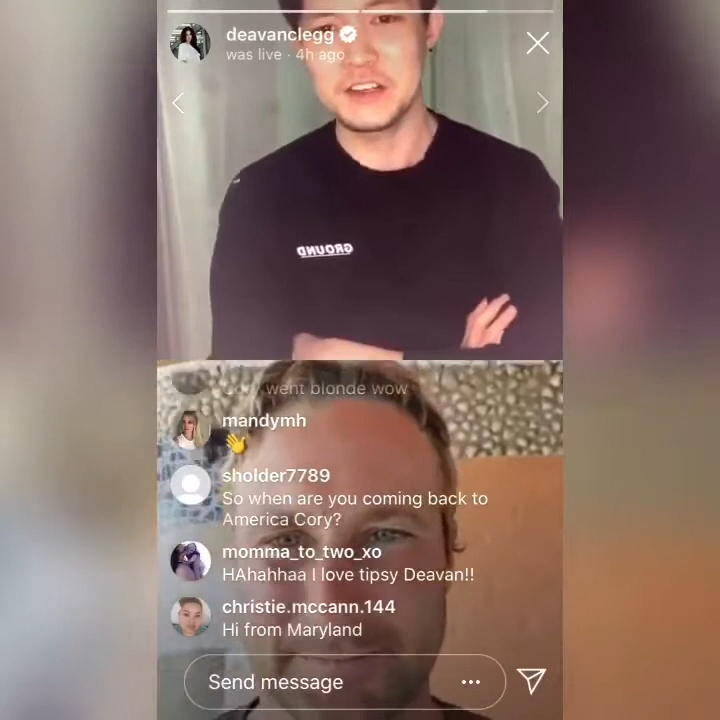 deavanclegg
was live · 4h ago
GROUND
went blonde wow
mandymh
👋
sholder7789
So when are you coming back to
America Cory?
momma_to_two_xo
HAhahhaa I love tipsy Deavan!!
christie.mccann.144
Hi from Maryland
Send message